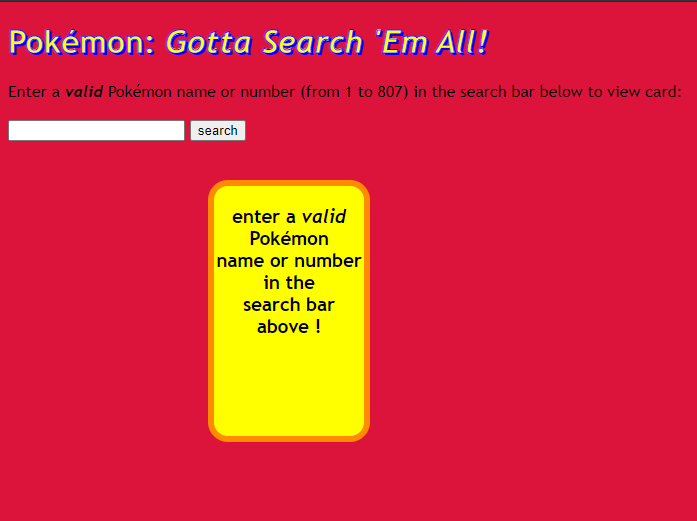 Pokémon: Gotta Search 'Em All!
Enter a valid Pokémon name or number (from 1 to 807) in the search bar below to view card:
search
enter a valid
Pokémon
name or number
in the
search bar
above !